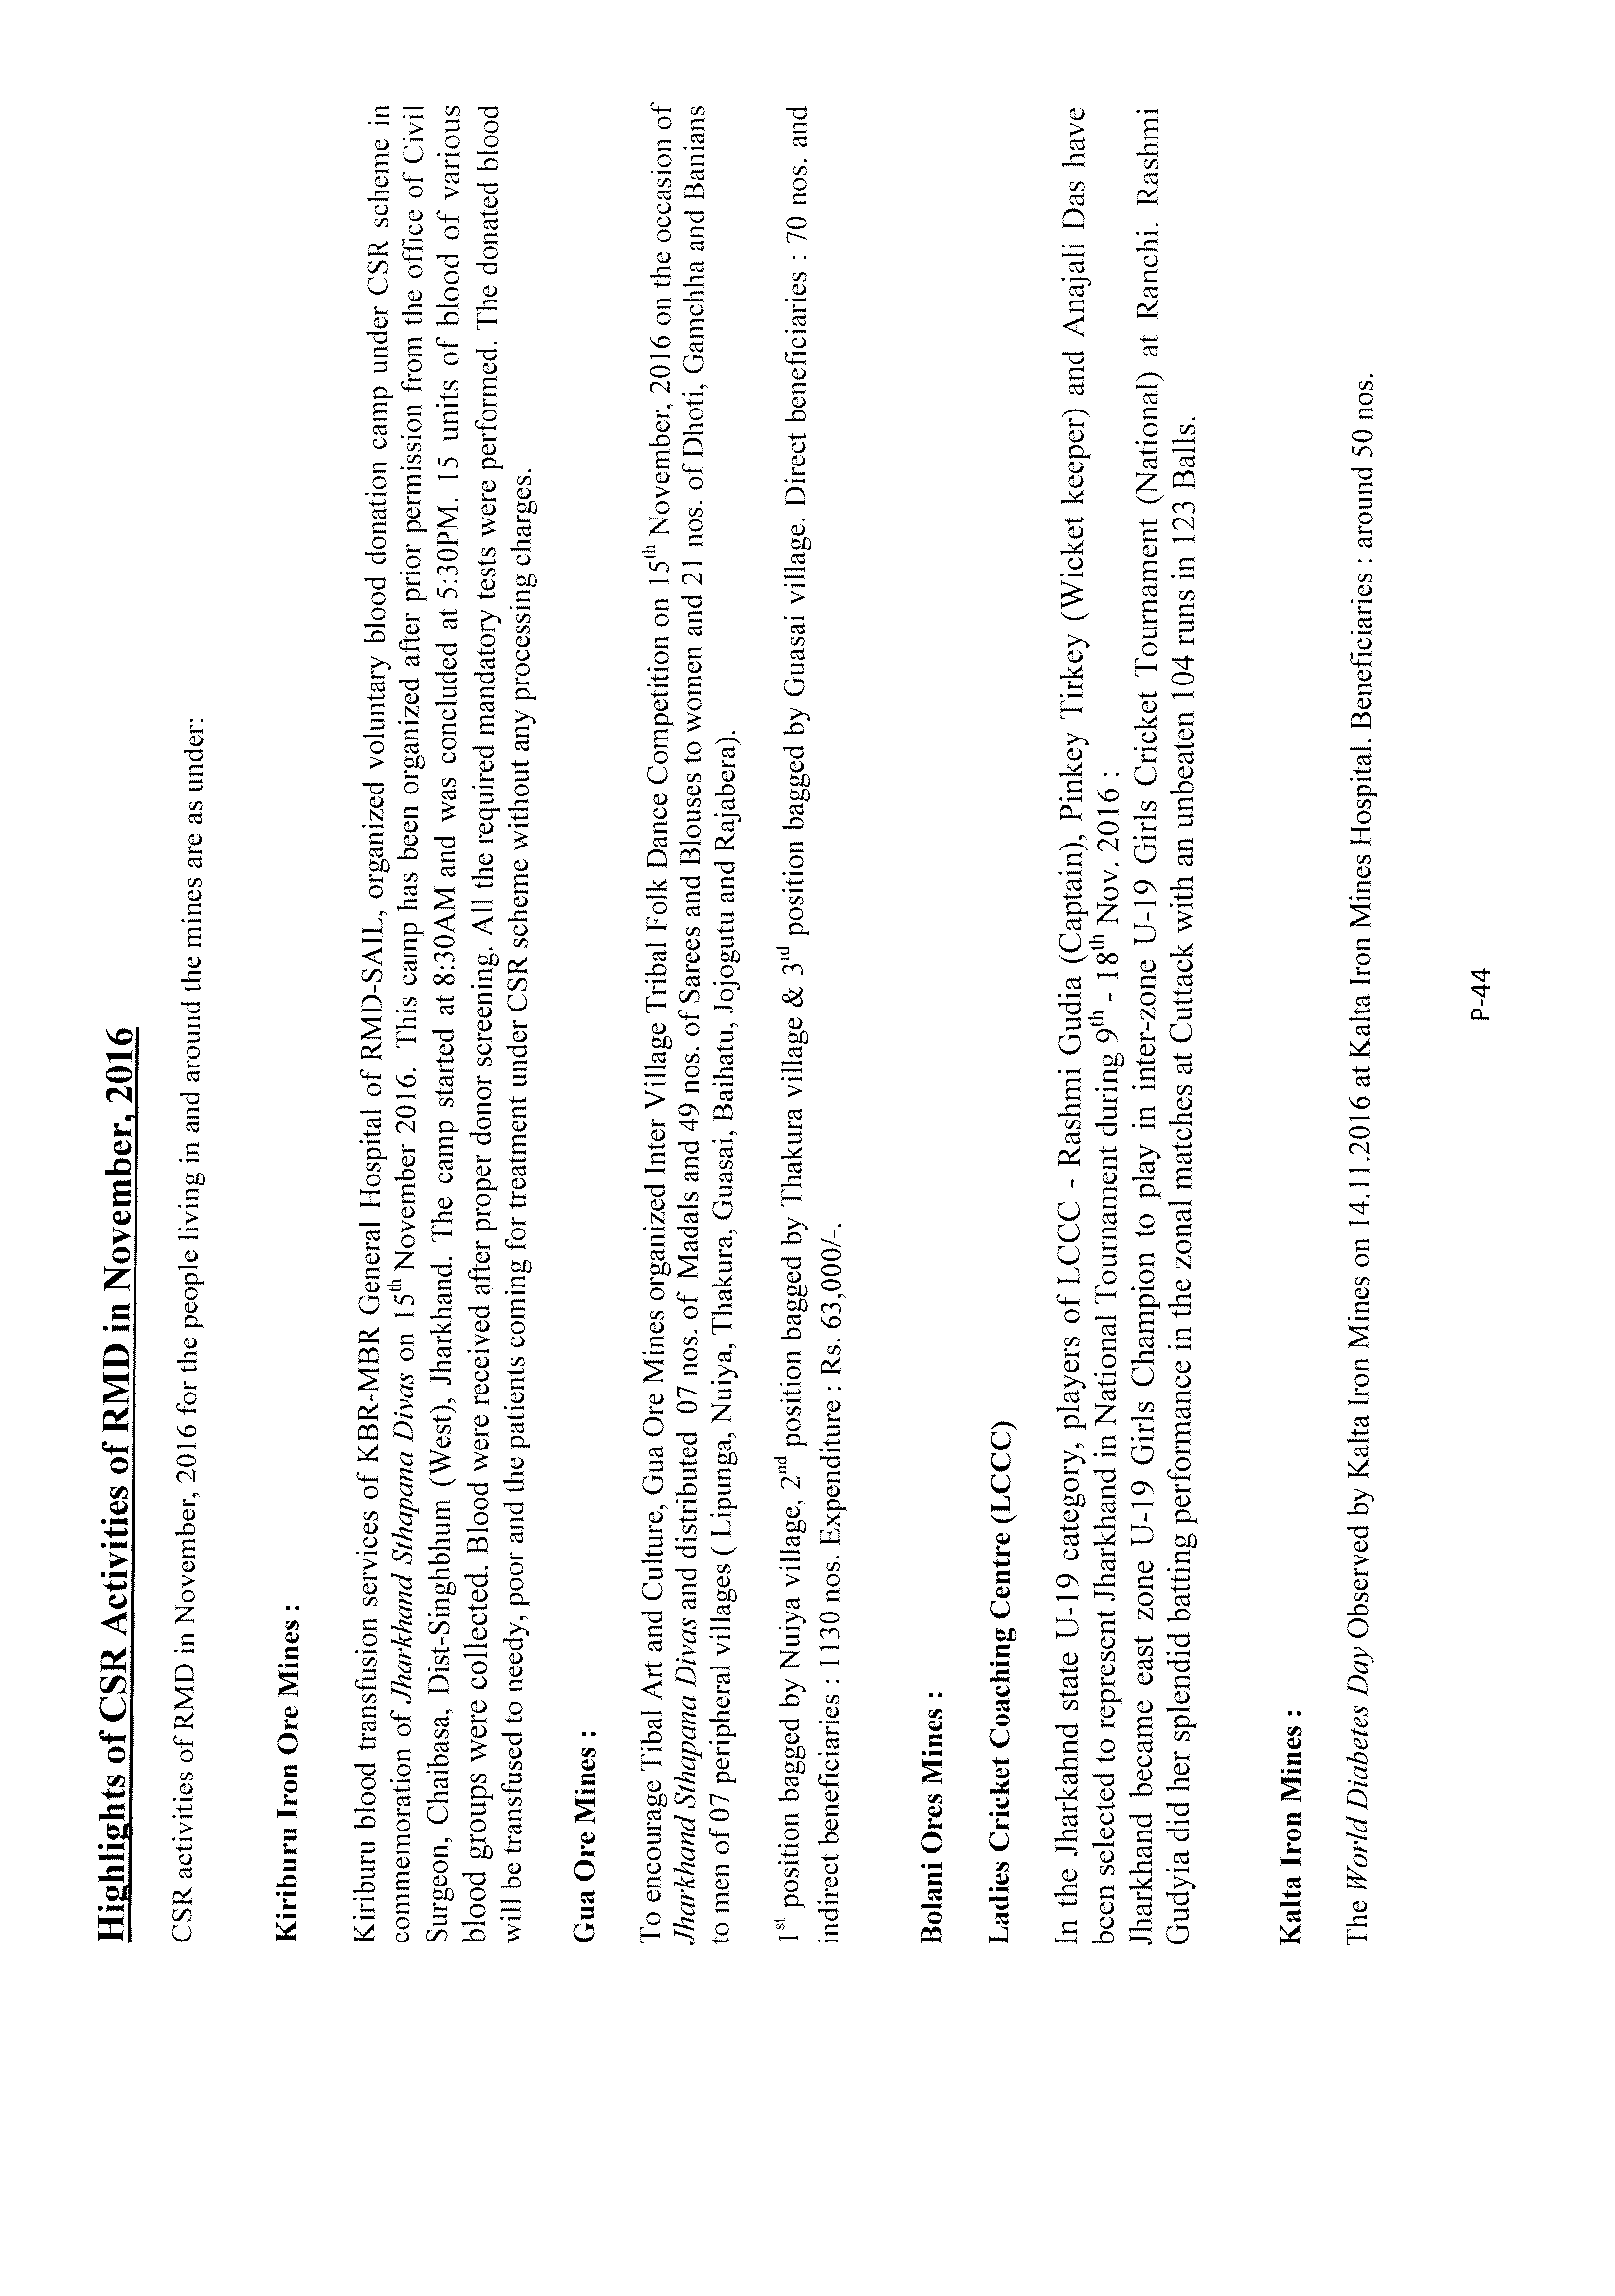 Highlights of CSR Activities of RMD in November, 2016
CSR activities of RMD in November, 2016 for the people living in and around the mines are as under:
Kiriburu Iron Ore Mines :
Kiriburu blood transfusion services of KBR-MBR General Hospital of RMD-SAIL, organized voluntary blood donation camp under CSR scheme in
commemoration of Jharkhand Sthapana Divas on 15th November 2016. This camp has been organized after prior permission from the office of Civil
Surgeon, Chaibasa, Dist-Singhbhum (West), Jharkhand. The camp started at 8:30AM and was concluded at 5:30PM. 15 units of blood of various
blood groups were collected. Blood were received after proper donor screening. All the required mandatory tests were performed. The donated blood
will be transfused to needy, poor and the patients coming for treatment under CSR scheme without any processing charges.
Gua Ore Mines :
To encourage Tibal Art and Culture, Gua Ore Mines organized Inter Village Tribal Folk Dance Competition on 15th November, 2016 on the occasion of
Jharkhand Sthapana Divas and distributed 07 nos. of Madals and 49 nos. of Sarees and Blouses to women and 21 nos. of Dhoti, Gamchha and Banians
to men of 07 peripheral villages ( Lipunga, Nuiya, Thakura, Guasai, Baihatu, Jojogutu and Rajabera).
1st position bagged by Nuiya village, 2nd position bagged by Thakura village & 3rd position bagged by Guasai village. Direct beneficiaries : 70 nos. and
indirect beneficiaries : 1130 nos. Expenditure : Rs. 63,000/-.
Bolani Ores Mines :
Ladies Cricket Coaching Centre (LCCC)
In the Jharkahnd state U-19 category, players of LCCC - Rashmi Gudia (Captain), Pinkey Tirkey (Wicket keeper) and Anajali Das have
been selected to represent Jharkhand in National Tournament during 9th - 18th Nov. 2016 :
Jharkhand became east zone U-19 Girls Champion to play in inter-zone U-19 Girls Cricket Tournament (National) at Ranchi. Rashmi
Gudyia did her splendid batting performance in the zonal matches at Cuttack with an unbeaten 104 runs in 123 Balls.
Kalta Iron Mines :
The World Diabetes Day Observed by Kalta Iron Mines on 14.11.2016 at Kalta Iron Mines Hospital. Beneficiaries : around 50 nos.
P-44